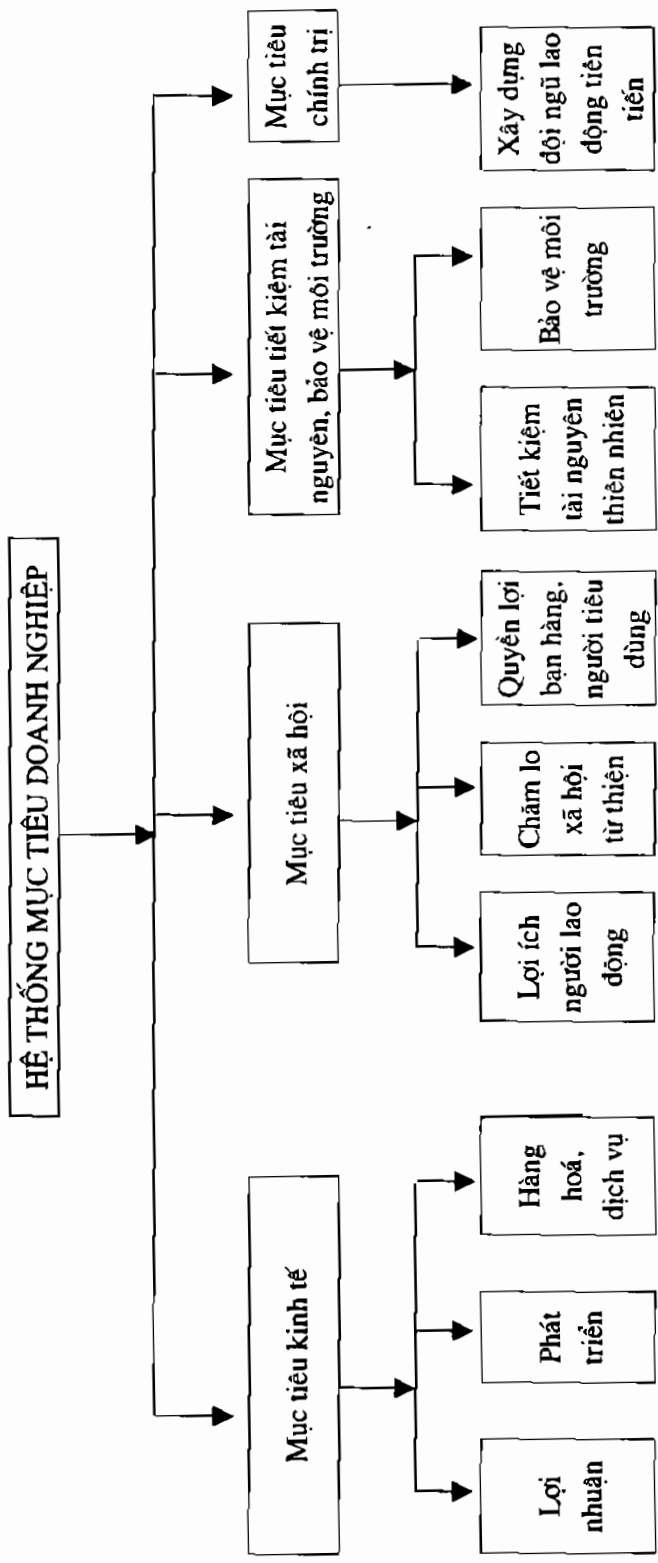 HỆ THỐNG MỤC TIÊU DOANH NGHIỆP
Mục tiêu kinh tế
Mục tiêu xã hội
Mục tiêu tiết kiệm tài
nguyên, bảo vệ môi trường
Mục tiêu
chính trị
Lợi
nhuận
Phát
triển
Hàng
hoá,
dịch vụ
Lợi ích
người lao
động
Chăm lo
xã hội
từ thiện
Quyền lợi
bạn hàng,
người tiêu
dùng
Tiết kiệm
tài nguyên
thiên nhiên
Bảo vệ môi
trường
Xây dựng
đội ngũ lao
động tiên
tiến